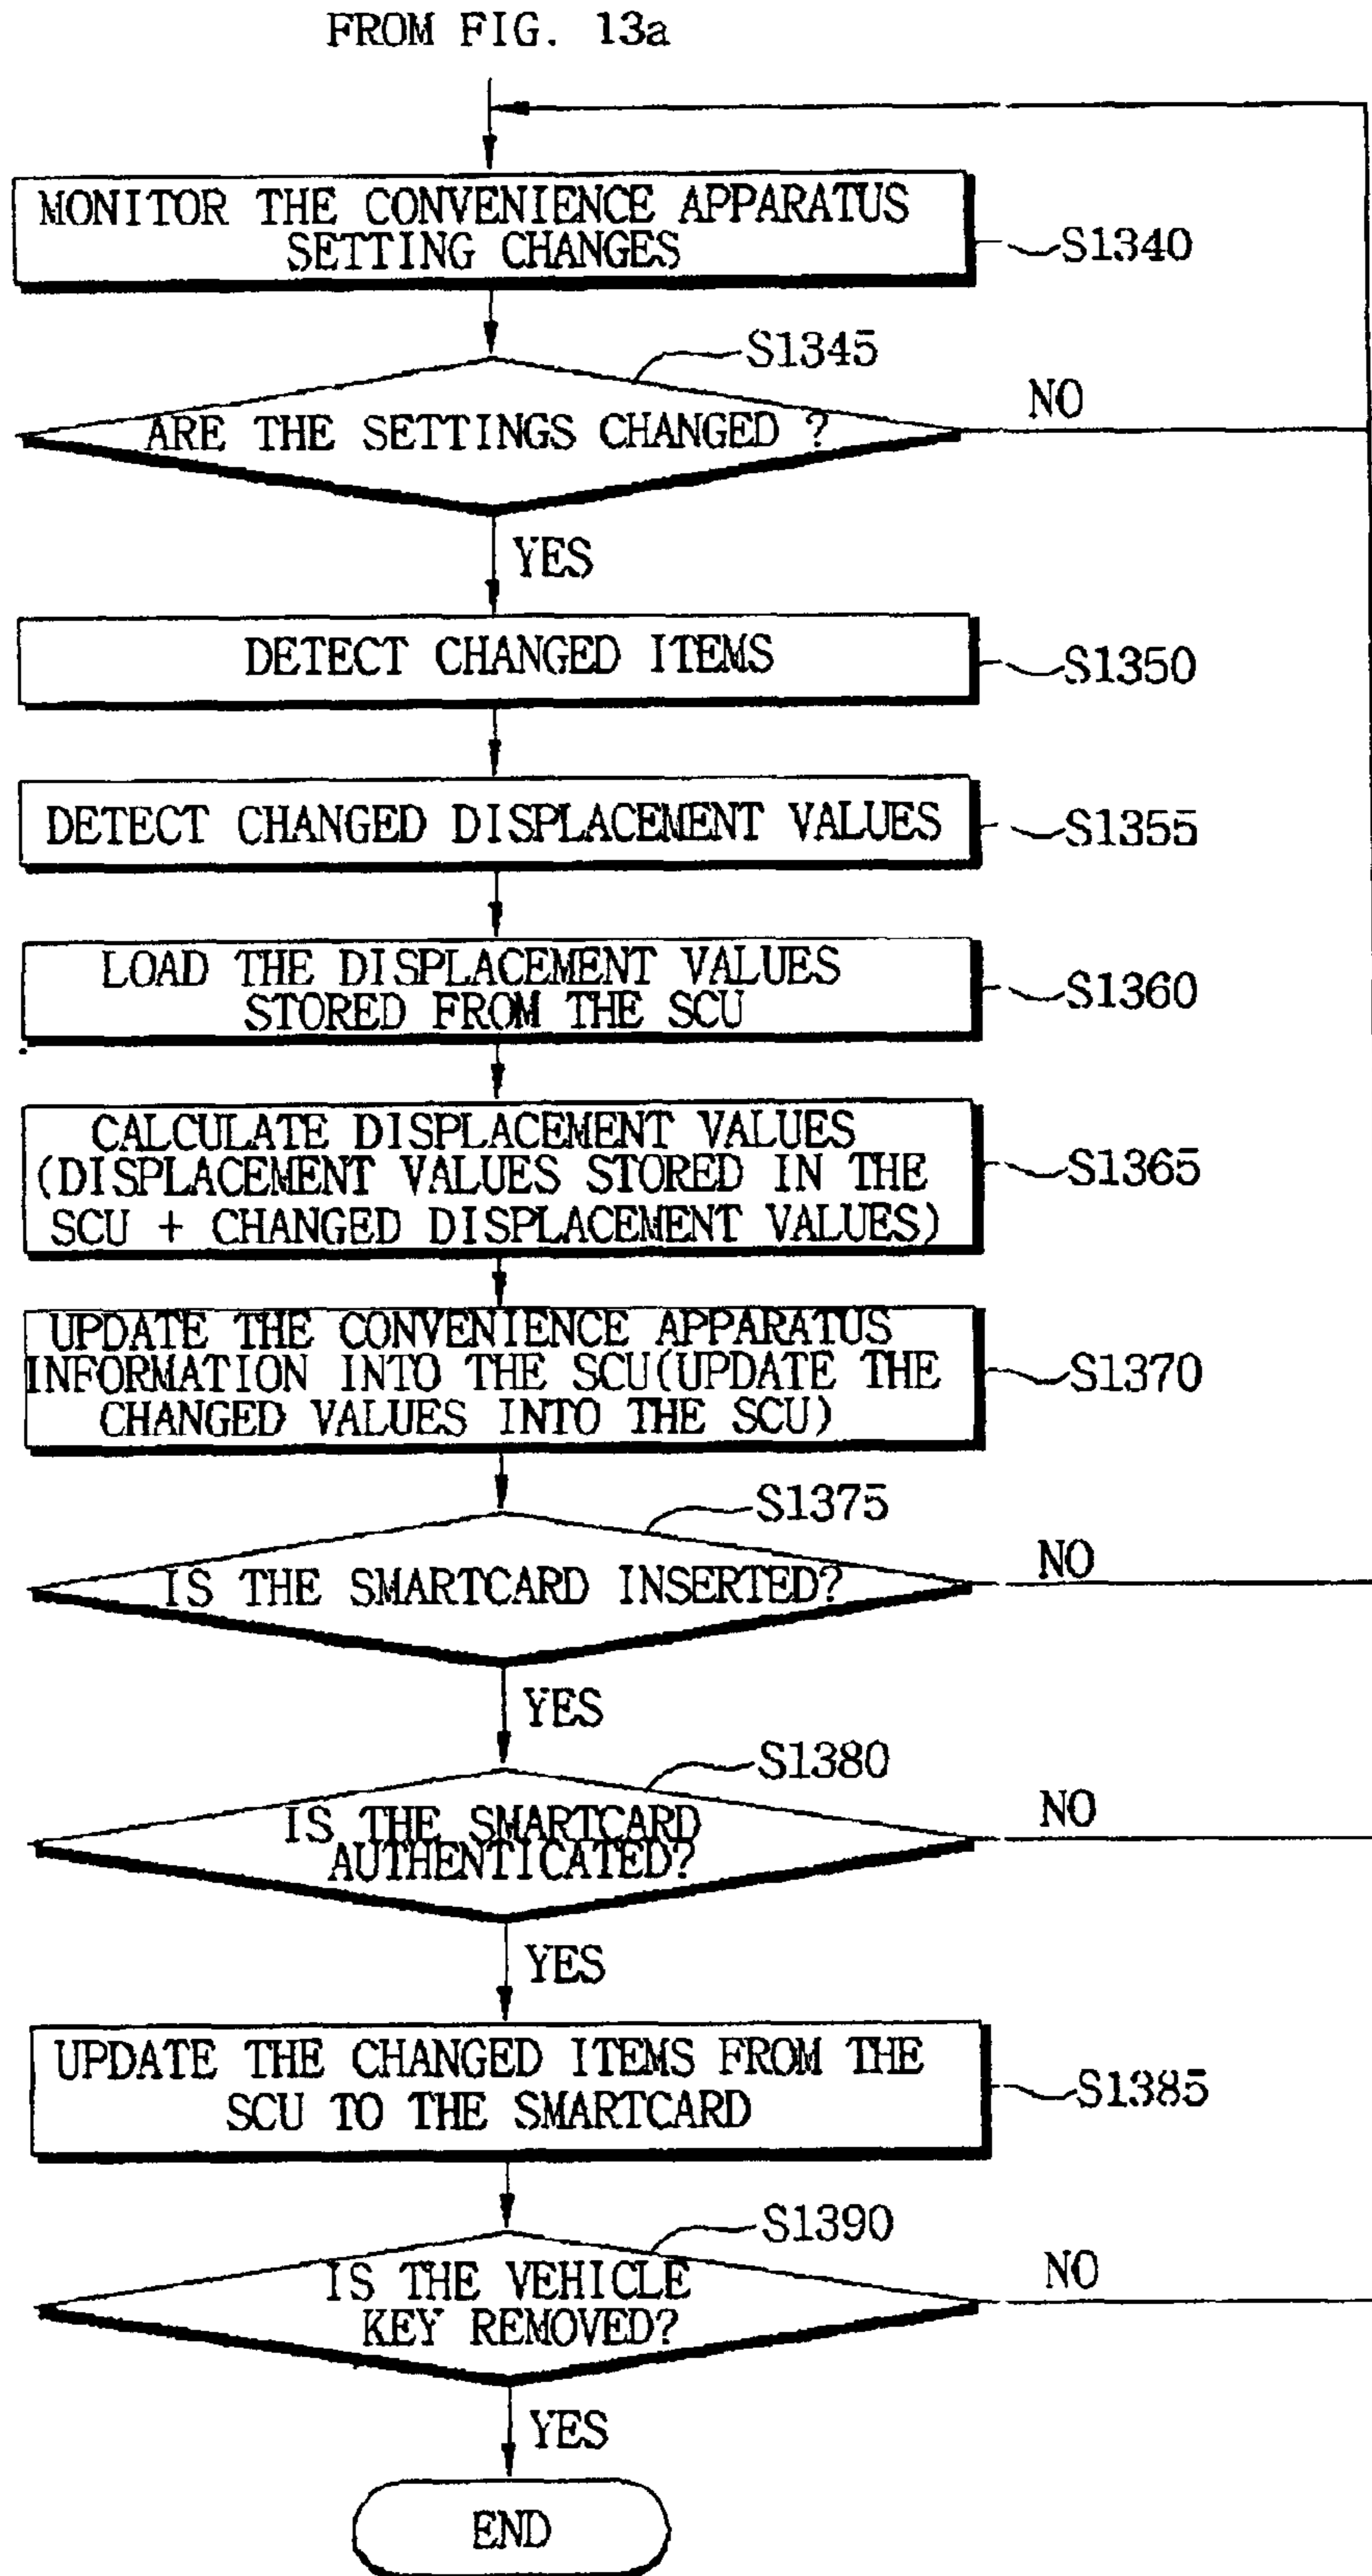 FROM FIG. 13a
MONITOR THE CONVENIENCE APPARATUS
SETTING CHANGES
S1340
S1345
ARE THE SETTINGS CHANGED ?
NO
YES
DETECT CHANGED ITEMS
S1350
DETECT CHANGED DISPLACEMENT VALUES
S1355
LOAD THE DISPLACEMENT VALUES
STORED FROM THE SCU
S1360
CALCULATE DISPLACEMENT VALUES
(DISPLACEMENT VALUES STORED IN THE
SCU + CHANGED DISPLACEMENT VALUES)
S1365
UPDATE THE CONVENIENCE APPARATUS
INFORMATION INTO THE SCU(UPDATE THE
CHANGED VALUES INTO THE SCU)
S1370
S1375
IS THE SMARTCARD INSERTED?
NO
YES
S1380
IS THE SMARTCARD
AUTHENTICATED?
NO
YES
UPDATE THE CHANGED ITEMS FROM THE
SCU TO THE SMARTCARD
S1385
S1390
IS THE VEHICLE
KEY REMOVED?
NO
YES
END